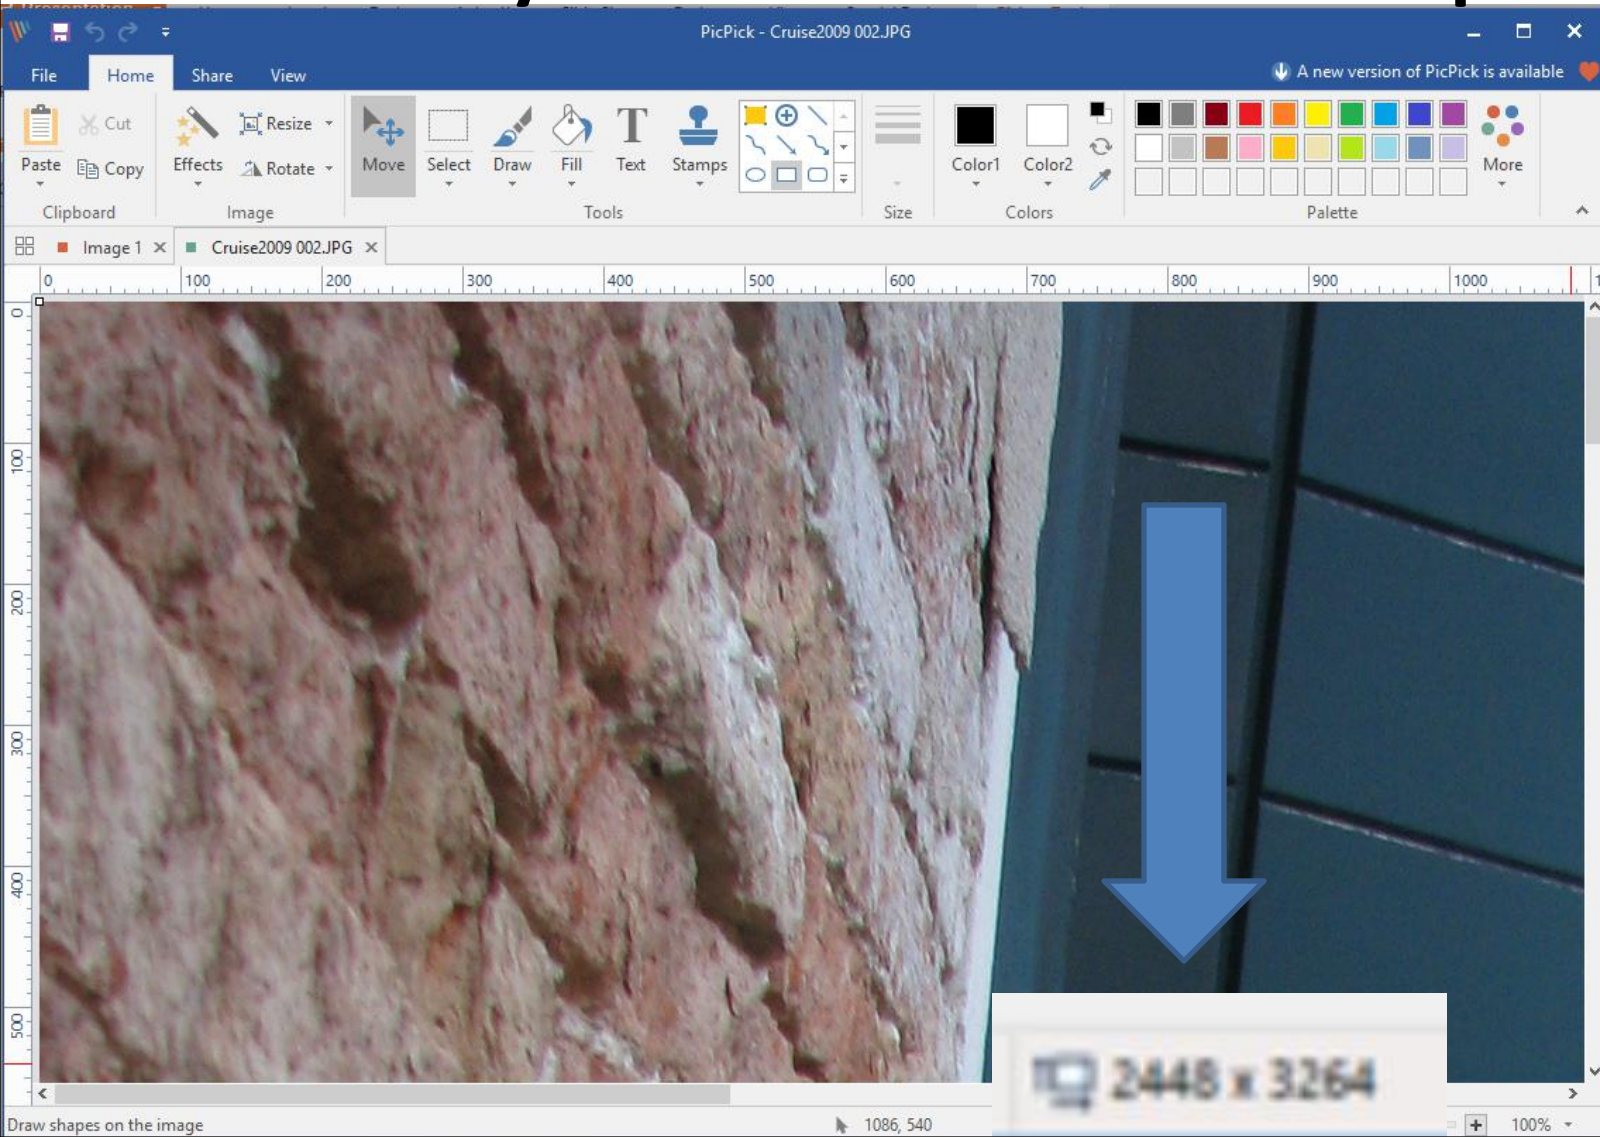 PicPick - Cruise2009 002.JPG
File Home Share View A new version of PicPick is available
Paste Cut Copy Effects Resize Rotate Move Select Draw Fill Text Stamps Color1 Color2 More
Clipboard Image Tools Size Colors Palette
Image 1 Cruise2009 002.JPG
0 100 200 300 400 500 600 700 800 900 1000
0
100
200
300
400
500
2448 x 3264
Draw shapes on the image 1086, 540 100%